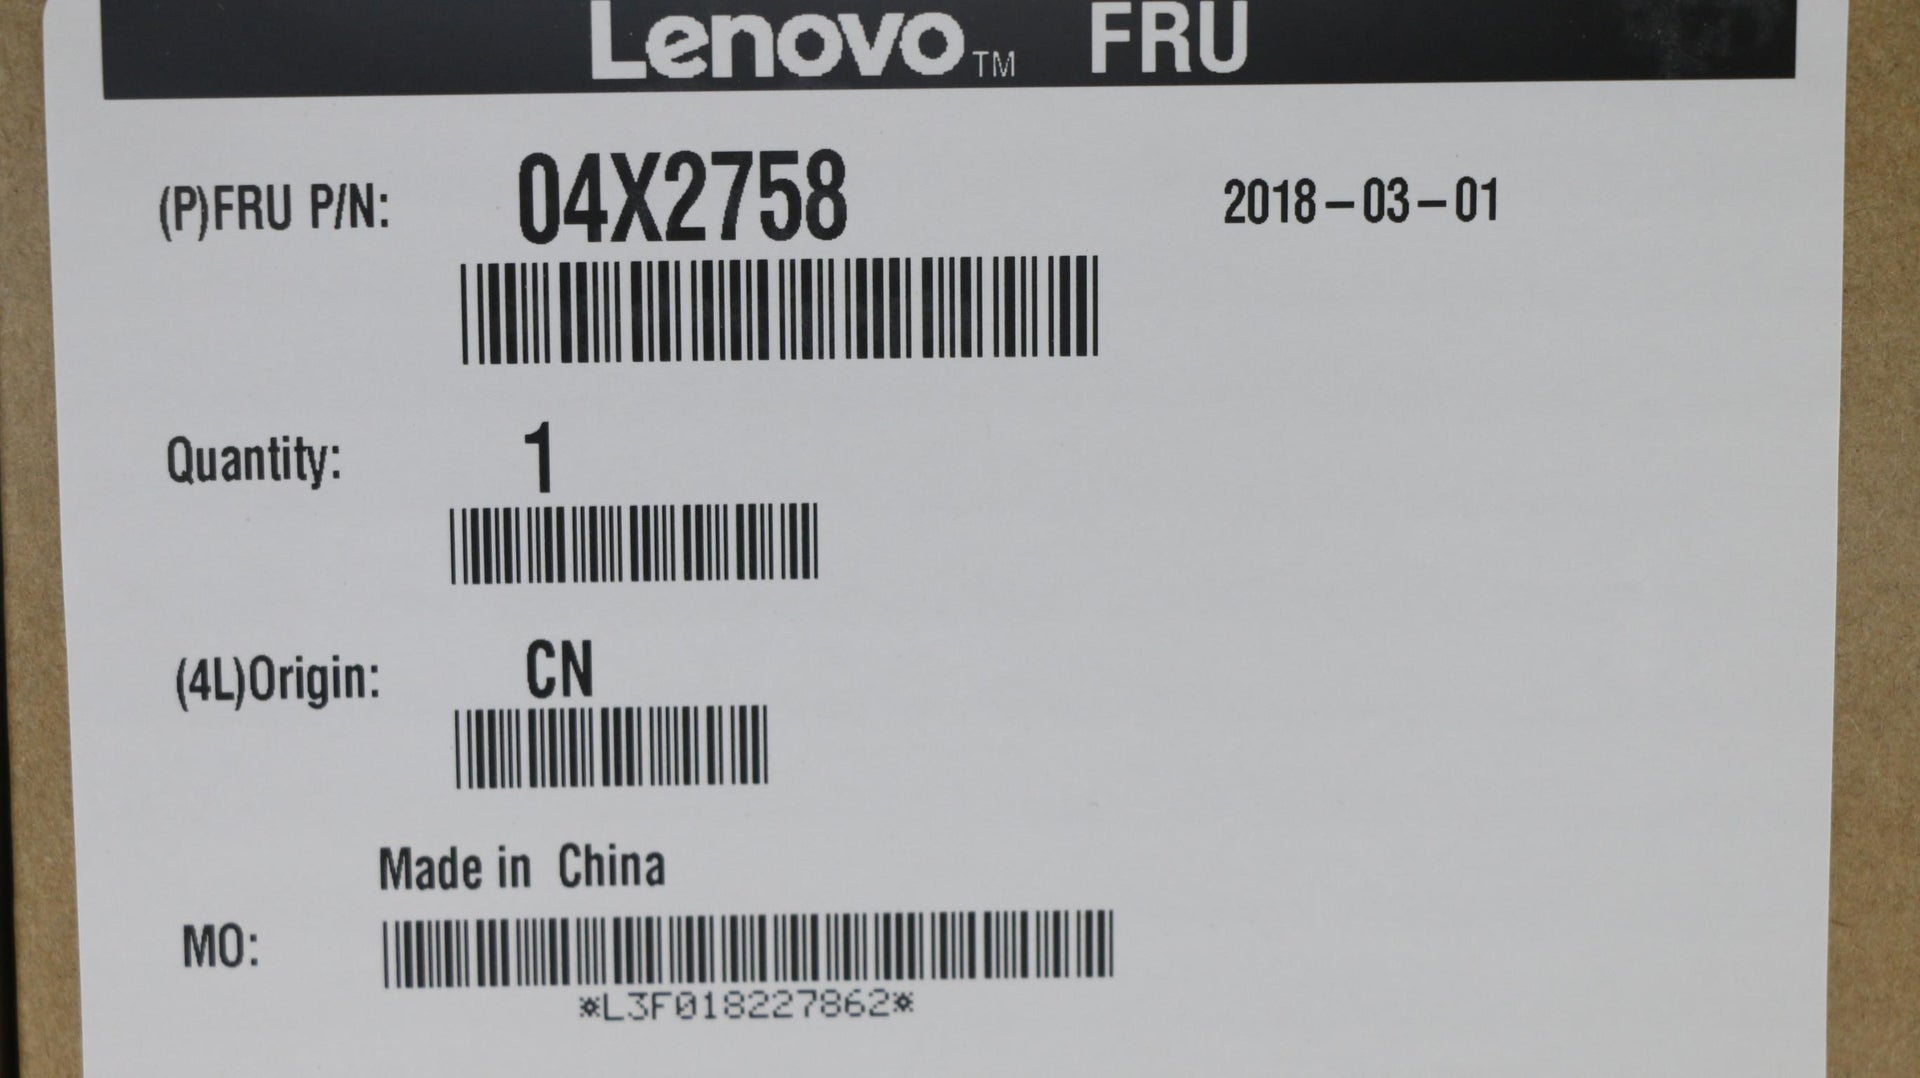 Lenovo™ FRU
(P)FRU P/N: 04X2758 2018-03-01
Quantity: 1
(4L)Origin: CN
Made in China
MO:
*L3F018227862*